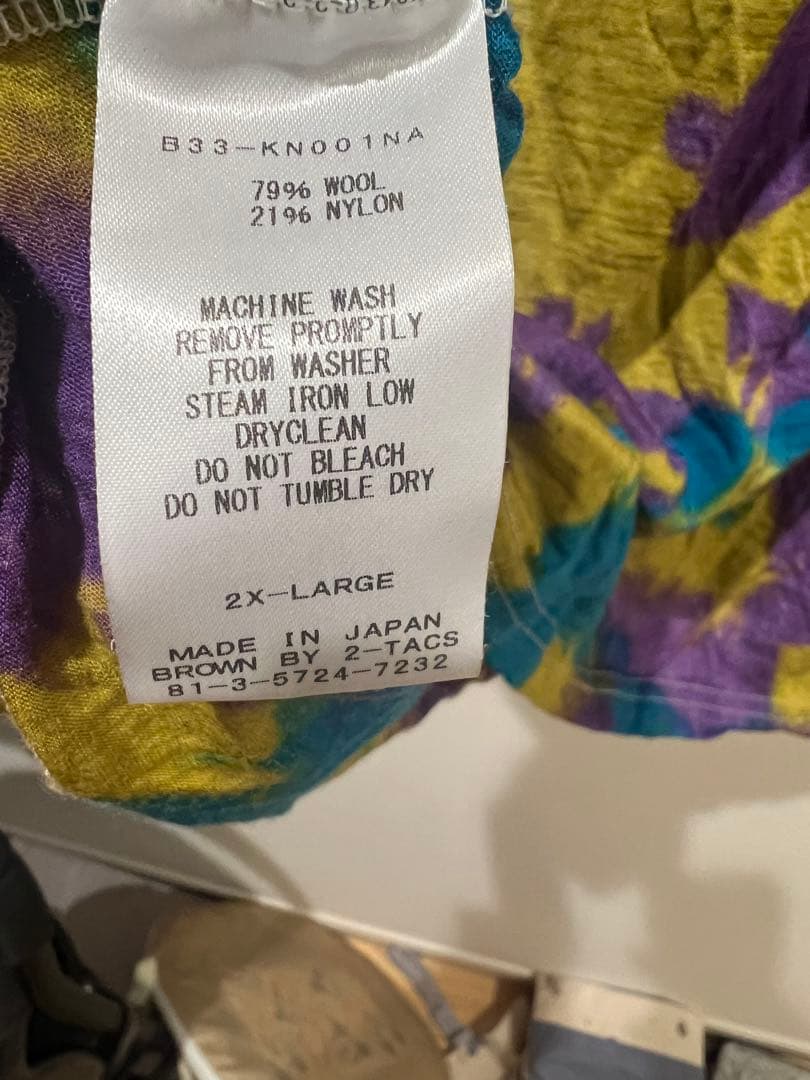 B33-KN001NA
79% WOOL
21% NYLON
MACHINE WASH
REMOVE PROMPTLY
FROM WASHER
STEAM IRON LOW
DRYCLEAN
DO NOT BLEACH
DO NOT TUMBLE DRY
2X-LARGE
MADE IN JAPAN
BROWN BY 2-TACS
81-3-5724-7232